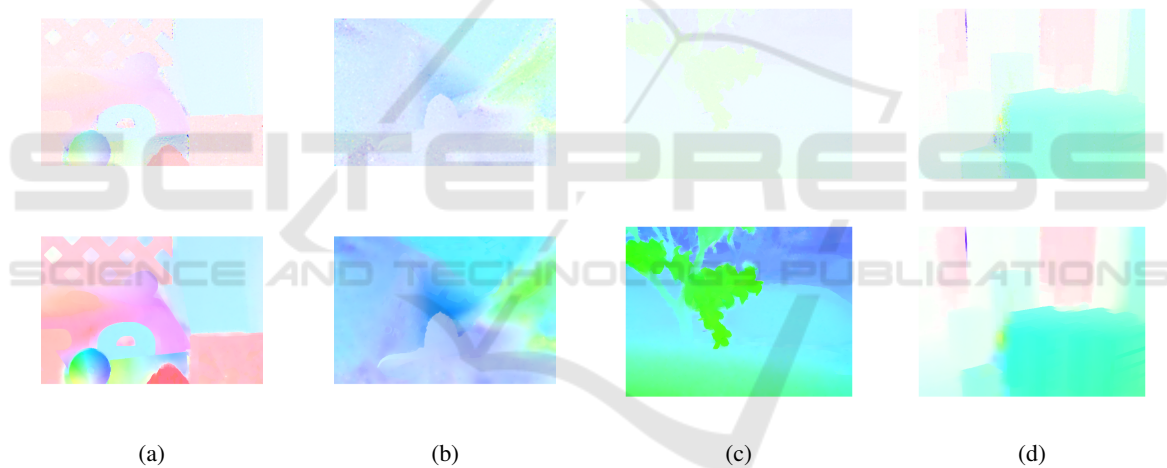 SCITEPRESS
SCIENCE AND TECHNOLOGY PUBLICATIONS
(a) (b) (c) (d)